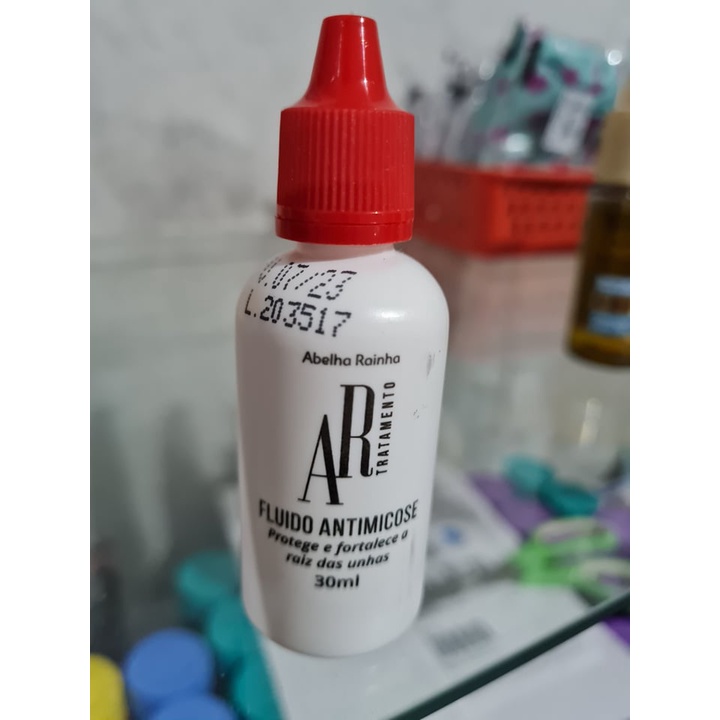 V.07/23
L.203517
Abelha Rainha
AR
TRATAMENTO
FLUIDO ANTIMICOSE
Protege e fortalece a
raiz das unhas
30ml